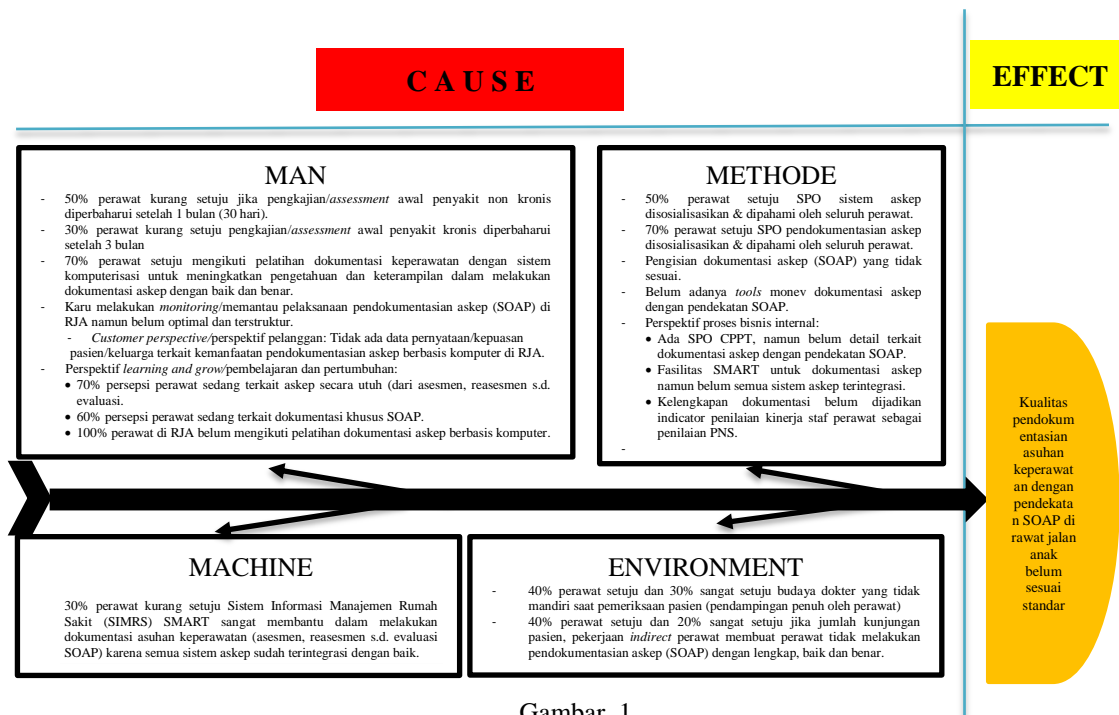 C A U S E
EFFECT
MAN
- 50% perawat kurang setuju jika pengkajian/assessment awal penyakit non kronis
diperbaharui setelah 1 bulan (30 hari).
- 30% perawat kurang setuju pengkajian/assessment awal penyakit kronis diperbaharui
setelah 3 bulan
- 70% perawat setuju mengikuti pelatihan dokumentasi keperawatan dengan sistem
komputerisasi untuk meningkatkan pengetahuan dan keterampilan dalam melakukan
dokumentasi askep dengan baik dan benar.
- Karu melakukan monitoring/memantau pelaksanaan pendokumentasian askep (SOAP) di
RJA namun belum optimal dan terstruktur.
- Customer perspective/perspektif pelanggan: Tidak ada data pernyataan/kepuasan
pasien/keluarga terkait kemanfaatan pendokumentasian askep berbasis komputer di RJA.
- Perspektif learning and grow/pembelajaran dan pertumbuhan:
• 70% persepsi perawat sedang terkait askep secara utuh (dari asesmen, reasesmen s.d.
evaluasi.
• 60% persepsi perawat sedang terkait dokumentasi khusus SOAP.
• 100% perawat di RJA belum mengikuti pelatihan dokumentasi askep berbasis komputer.
METHODE
- 50% perawat setuju SPO sistem askep
disosialisasikan & dipahami oleh seluruh perawat.
- 70% perawat setuju SPO pendokumentasian askep
disosialisasikan & dipahami oleh seluruh perawat.
- Pengisian dokumentasi askep (SOAP) yang tidak
sesuai.
- Belum adanya tools monev dokumentasi askep
dengan pendekatan SOAP.
- Perspektif proses bisnis internal:
• Ada SPO CPPT, namun belum detail terkait
dokumentasi askep dengan pendekatan SOAP.
• Fasilitas SMART untuk dokumentasi askep
namun belum semua sistem askep terintegrasi.
• Kelengkapan dokumentasi belum dijadikan
indicator penilaian kinerja staf perawat sebagai
penilaian PNS.
-
MACHINE
30% perawat kurang setuju Sistem Informasi Manajemen Rumah
Sakit (SIMRS) SMART sangat membantu dalam melakukan
dokumentasi asuhan keperawatan (asesmen, reasesmen s.d. evaluasi
SOAP) karena semua sistem askep sudah terintegrasi dengan baik.
ENVIRONMENT
- 40% perawat setuju dan 30% sangat setuju budaya dokter yang tidak
mandiri saat pemeriksaan pasien (pendampingan penuh oleh perawat)
- 40% perawat setuju dan 20% sangat setuju jika jumlah kunjungan
pasien, pekerjaan indirect perawat membuat perawat tidak melakukan
pendokumentasian askep (SOAP) dengan lengkap, baik dan benar.
Kualitas
pendokum
entasian
asuhan
keperawat
an dengan
pendekata
n SOAP di
rawat jalan
anak
belum
sesuai
standar
Gambar 1